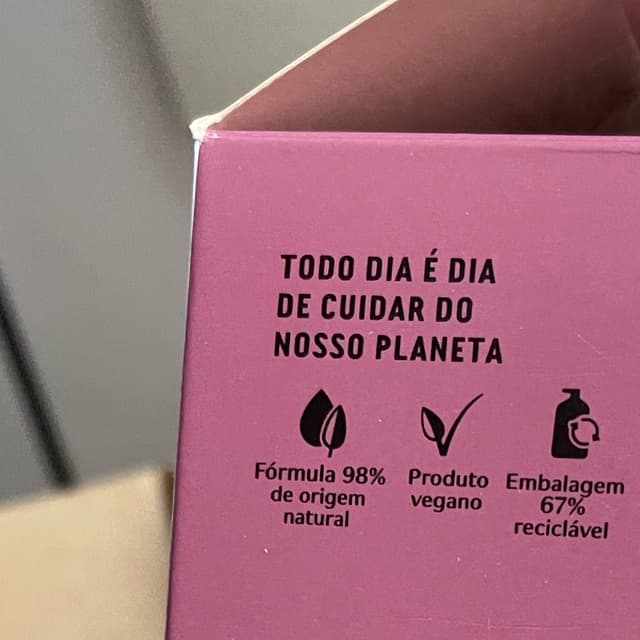 TODO DIA É DIA
DE CUIDAR DO
NOSSO PLANETA
Fórmula 98%
de origem
natural
Produto
vegano
Embalagem
67%
reciclável